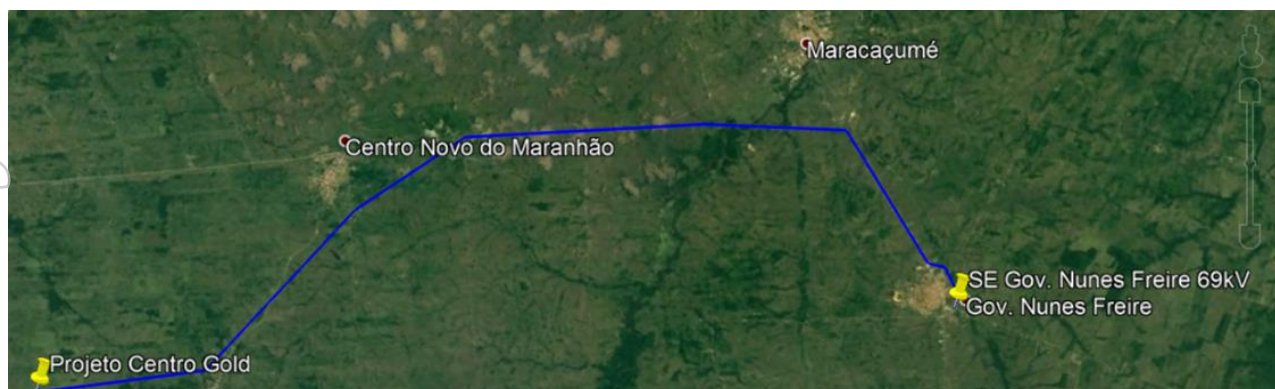 Maracaçumé
Centro Novo do Maranhão
SE Gov. Nunes Freire 69kV
Gov. Nunes Freire
Projeto Centro Gold